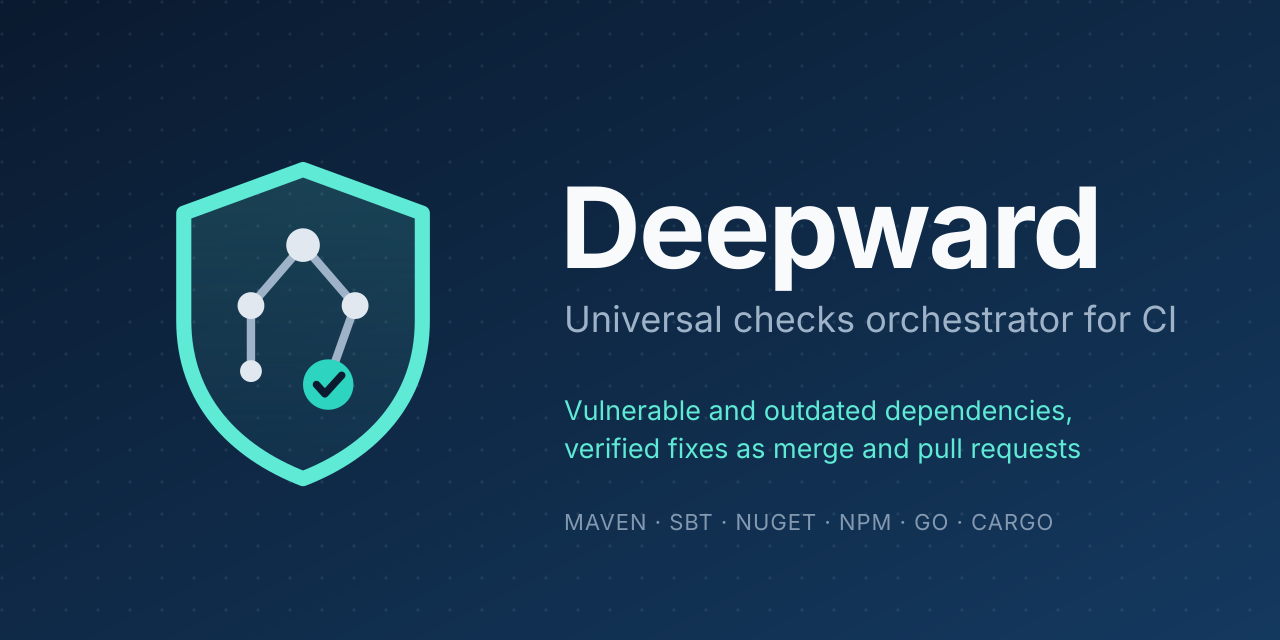 Deepward
Universal checks orchestrator for CI
Vulnerable and outdated dependencies,
verified fixes as merge and pull requests
MAVEN · SBT · NUGET · NPM · GO · CARGO